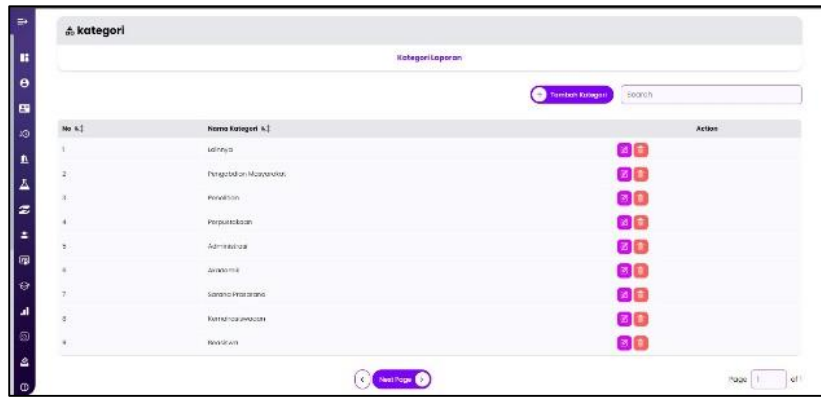 kategori
Kategori Laporan
Tambah Kategori Search
No Nama Kategori Action
1 Lainnya
2 Pengabdian Masyarakat
3 Penelitian
4 Perpustakaan
5 Administrasi
6 Akademik
7 Sarana Prasarana
8 Kemahasiswaan
9 Beasiswa
Next Page Page 1 of 1